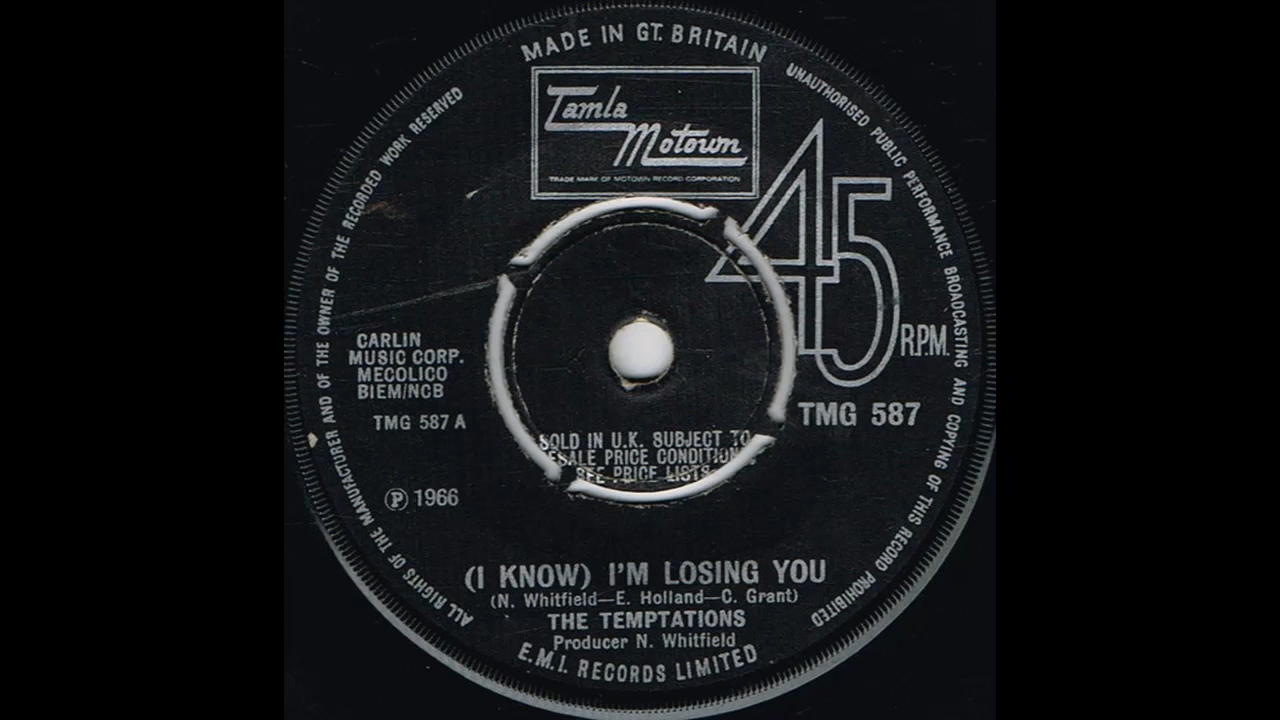 MADE IN GT. BRITAIN
Tamla
Motown
TRADE MARK OF MOTOWN RECORD CORPORATION
45
R.P.M.
TMG 587
CARLIN
MUSIC CORP.
MECOLICO
BIEM/NCB
TMG 587 A
SOLD IN U.K. SUBJECT TO
RESALE PRICE CONDITIONS,
SEE PRICE LISTS
Ⓟ 1966
(I KNOW) I'M LOSING YOU
(N. Whitfield—E. Holland—C. Grant)
THE TEMPTATIONS
Producer N. Whitfield
E.M.I. RECORDS LIMITED
ALL RIGHTS OF THE MANUFACTURER AND OF THE OWNER OF THE RECORDED WORK RESERVED
UNAUTHORISED PUBLIC PERFORMANCE BROADCASTING AND COPYING OF THIS RECORD PROHIBITED